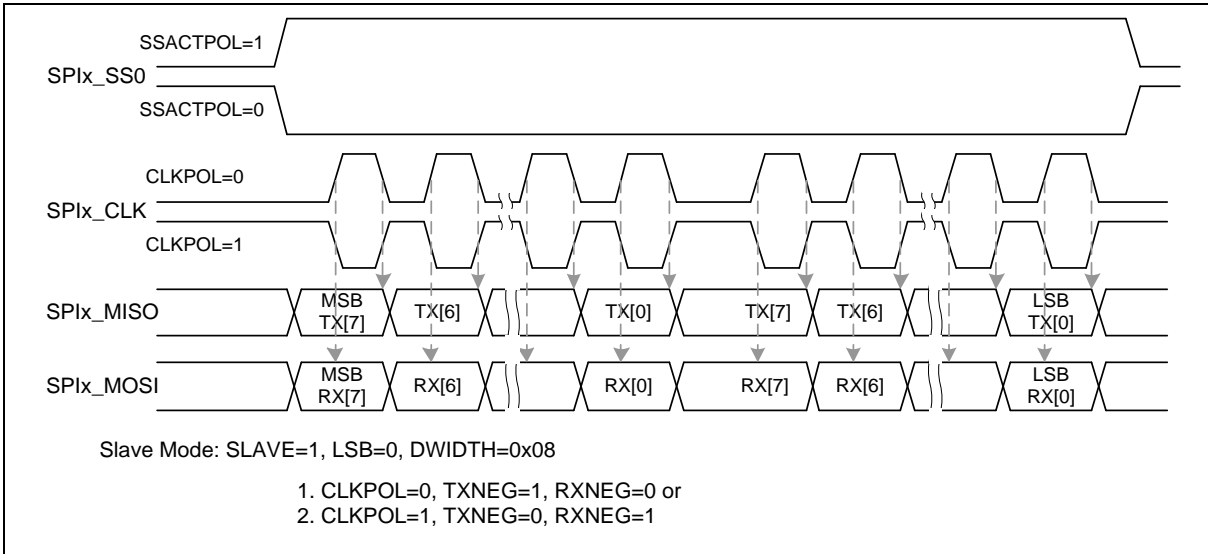 SSACTPOL=1
SPIx_SS0
SSACTPOL=0
CLKPOL=0
SPIx_CLK
CLKPOL=1
SPIx_MISO
MSB TX[7]
TX[6]
TX[0]
TX[7]
TX[6]
LSB TX[0]
SPIx_MOSI
MSB RX[7]
RX[6]
RX[0]
RX[7]
RX[6]
LSB RX[0]
Slave Mode: SLAVE=1, LSB=0, DWIDTH=0x08
1. CLKPOL=0, TXNEG=1, RXNEG=0 or
2. CLKPOL=1, TXNEG=0, RXNEG=1